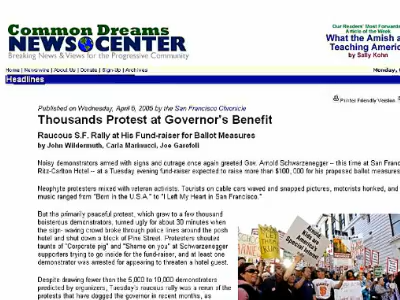 Common Dreams
NEWS CENTER
Breaking News & Views for the Progressive Community
Our Readers' Most Forwarded
Article of the Week
What the Amish a
Teaching Americ
by Sally Kohn
Home | Newswire | About Us | Donate | Sign-Up | Archives
Monday,
Headlines
Printer Friendly Version
Published on Wednesday, April 6, 2005 by the San Francisco Chronicle
Thousands Protest at Governor's Benefit
Raucous S.F. Rally at His Fund-raiser for Ballot Measures
by John Wildermuth, Carla Marinucci, Joe Garofoli
Noisy demonstrators armed with signs and outrage once again greeted Gov. Arnold Schwarzenegger -- this time at San Fran
Ritz-Carlton Hotel -- at a Tuesday evening fund-raiser expected to raise more than $100,000 for his proposed ballot measures
Neophyte protesters mixed with veteran activists. Tourists on cable cars waved and snapped pictures, motorists honked, and
music ranged from "Born in the U.S.A." to "I Left My Heart in San Francisco."
But the primarily peaceful protest, which grew to a few thousand
boisterous demonstrators, turned ugly for about 30 minutes when
the sign-waving crowd broke through police lines around the posh
hotel and shut down a block of Pine Street. Protesters shouted
taunts of "Corporate pig" and "Shame on you" at Schwarzenegger
supporters trying to go inside for the fund-raiser, and at least one
demonstrator was arrested for appearing to threaten a hotel guest.
Despite drawing fewer than the 5,000 to 10,000 demonstrators
predicted by organizers, Tuesday's raucous rally was a rerun of the
protests that have dogged the governor in recent months, as